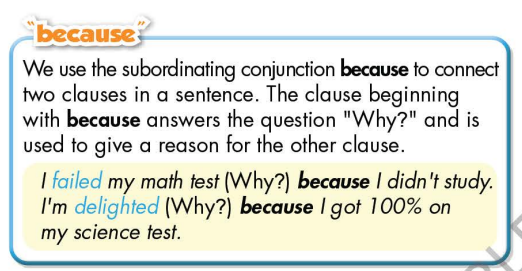 "because"
We use the subordinating conjunction because to connect
two clauses in a sentence. The clause beginning
with because answers the question "Why?" and is
used to give a reason for the other clause.
I failed my math test (Why?) because I didn't study.
I'm delighted (Why?) because I got 100% on
my science test.